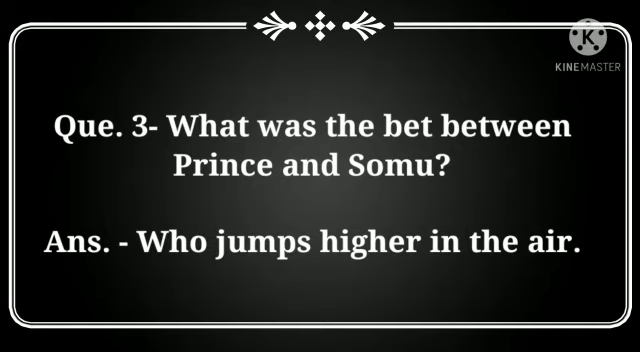 K
KINEMASTER
Que. 3- What was the bet between
Prince and Somu?
Ans. - Who jumps higher in the air.